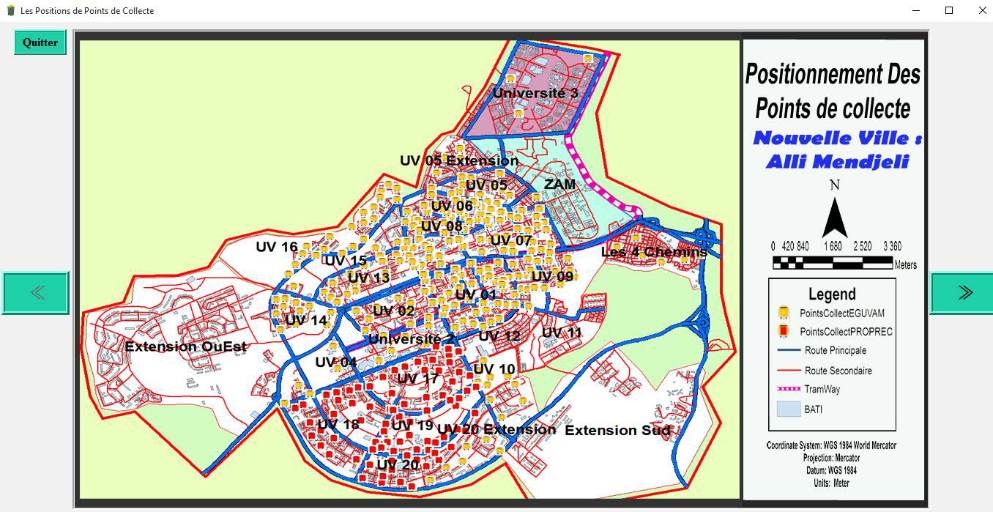 Les Positions de Points de Collecte
Quitter
Positionnement Des
Points de collecte
Nouvelle Ville :
Alli Mendjeli
N
0 420 840 1 680 2 520 3 360
Meters
Legend
PointsCollectEGUVAM
PointsCollectPROPREC
Route Principale
Route Secondaire
TramWay
BATI
Coordinate System: WGS 1984 World Mercator
Projection: Mercator
Datum: WGS 1984
Units: Meter
Université 3
UV 05 Extension
ZAM
UV 05
UV 06
UV 08
UV 07
UV 16
UV 15
Les 4 Chemins
UV 13
UV 09
UV 01
UV 02
UV 14
Université 2
UV 12
UV 11
Extension OuEst
UV 04
UV 10
UV 17
UV 18
UV 19
UV 20 Extension
Extension Sud
UV 20